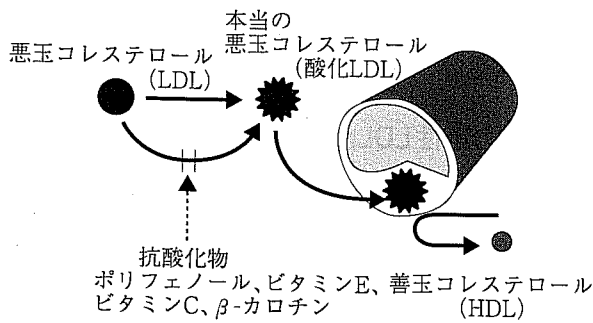 本当の
悪玉コレステロール
(酸化LDL)
悪玉コレステロール
(LDL)
抗酸化物
ポリフェノール、ビタミンE、
ビタミンC、β-カロチン
善玉コレステロール
(HDL)